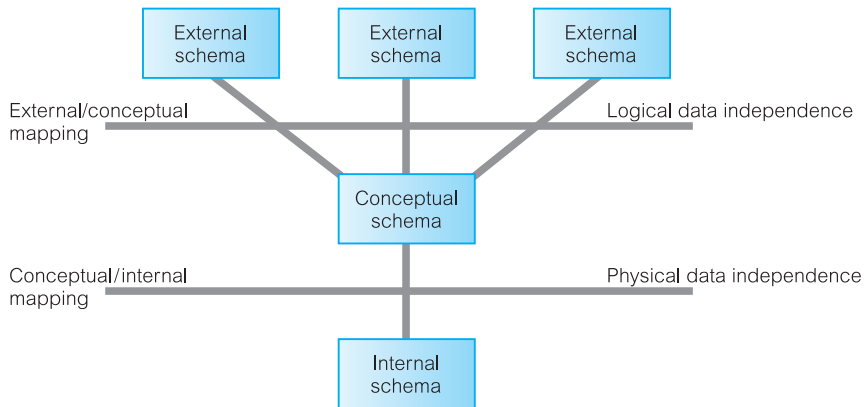 External
schema
External
schema
External
schema
External/conceptual
mapping
Logical data independence
Conceptual
schema
Conceptual/internal
mapping
Physical data independence
Internal
schema